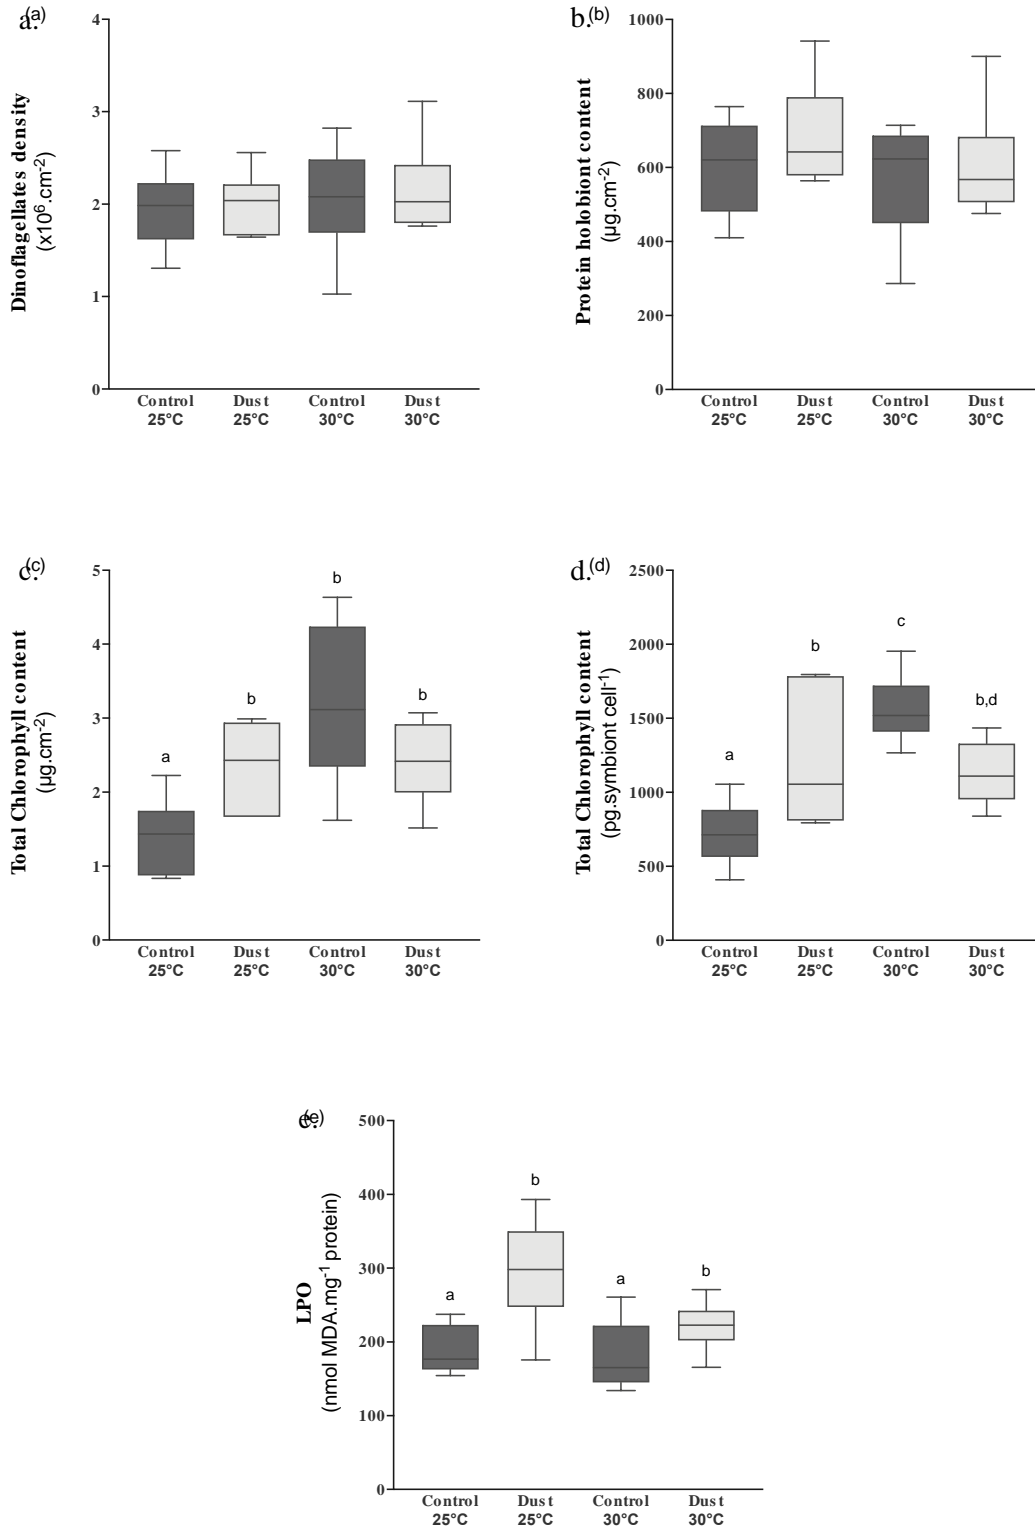 a. (a)
Dinoflagellates density
(x10⁶.cm⁻²)
4
3
2
1
0
Control Dust Control Dust
25°C 25°C 30°C 30°C
b. (b)
Protein holobiont content
(µg.cm⁻²)
1000
800
600
400
200
0
Control Dust Control Dust
25°C 25°C 30°C 30°C
c. (c)
Total Chlorophyll content
(µg.cm⁻²)
5
4
3
2
1
0
a b b b
Control Dust Control Dust
25°C 25°C 30°C 30°C
d. (d)
Total Chlorophyll content
(pg.symbiont cell⁻¹)
2500
2000
1500
1000
500
0
a b c b,d
Control Dust Control Dust
25°C 25°C 30°C 30°C
e. (e)
LPO
(nmol MDA.mg⁻¹ protein)
500
400
300
200
100
0
a b a b
Control Dust Control Dust
25°C 25°C 30°C 30°C